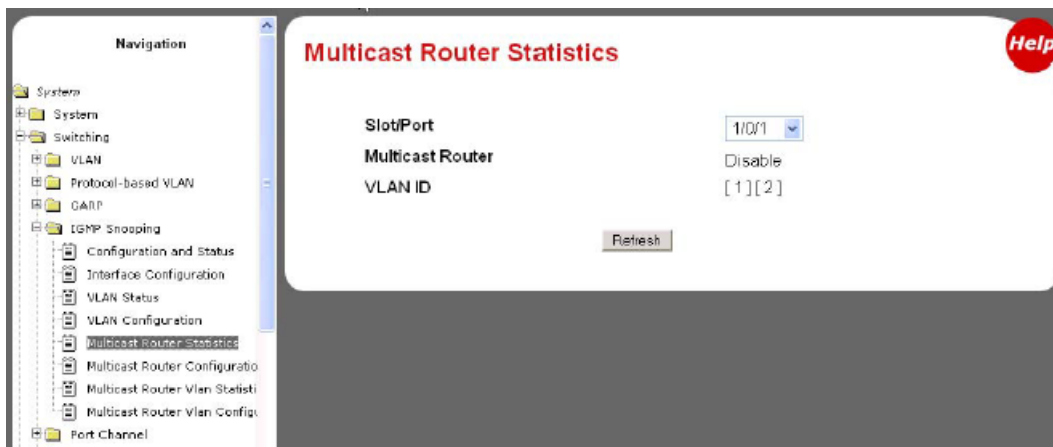 Navigation
System
System
Switching
VLAN
Protocol-based VLAN
GARP
IGMP Snooping
Configuration and Status
Interface Configuration
VLAN Status
VLAN Configuration
Multicast Router Statistics
Multicast Router Configuratio
Multicast Router Vlan Statisti
Multicast Router Vlan Configu
Port Channel
Multicast Router Statistics
Help
Slot/Port 1/0/1
Multicast Router Disable
VLAN ID [ 1 ] [ 2 ]
Refresh